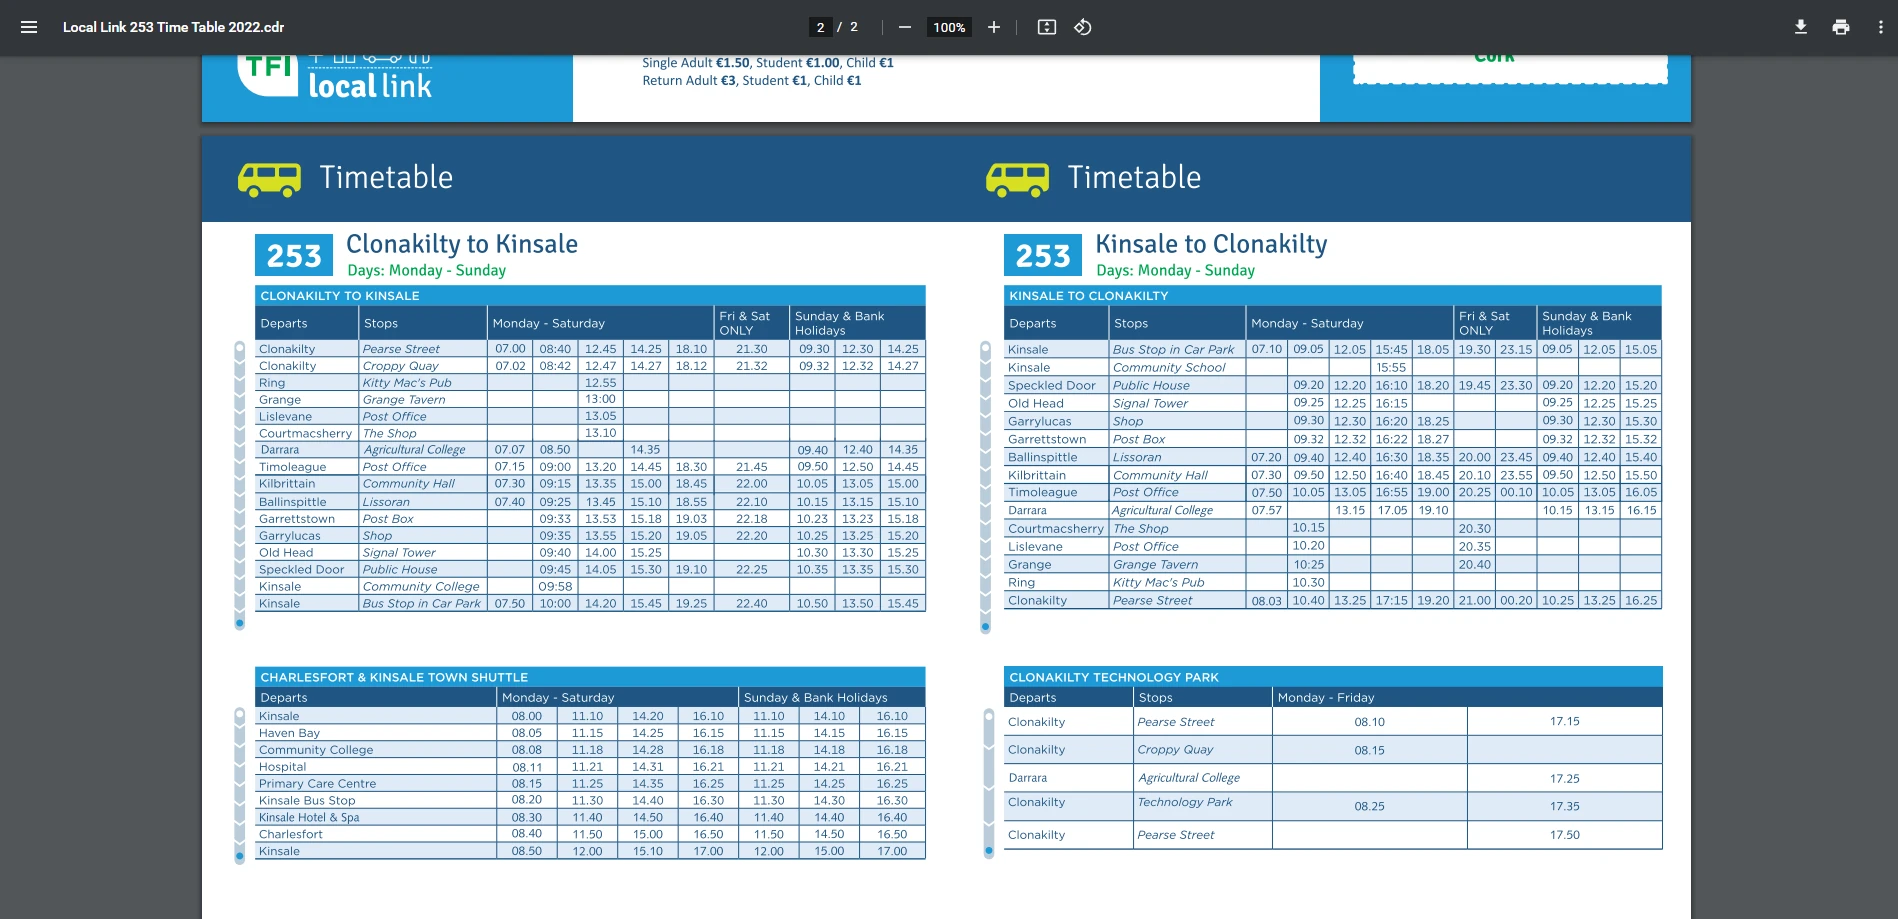 Local Link 253 Time Table 2022.cdr
2 / 2
100%
TFI
local link
Single Adult €1.50, Student €1.00, Child €1
Return Adult €3, Student €1, Child €1
Cork
Timetable
253 Clonakilty to Kinsale
Days: Monday - Sunday
CLONAKILTY TO KINSALE
Departs Stops Monday - Saturday Fri & Sat ONLY Sunday & Bank Holidays
Clonakilty Pearse Street 07.00 08:40 12.45 14.25 18.10 21.30 09.30 12.30 14.25
Clonakilty Croppy Quay 07.02 08:42 12.47 14.27 18.12 21.32 09.32 12.32 14.27
Ring Kitty Mac's Pub 12.55
Grange Grange Tavern 13:00
Lislevane Post Office 13.05
Courtmacsherry The Shop 13.10
Darrara Agricultural College 07.07 08.50 14.35 09.40 12.40 14.35
Timoleague Post Office 07.15 09:00 13.20 14.45 18.30 21.45 09.50 12.50 14.45
Kilbrittain Community Hall 07.30 09:15 13.35 15.00 18.45 22.00 10.05 13.05 15.00
Ballinspittle Lissoran 07.40 09:25 13.45 15.10 18.55 22.10 10.15 13.15 15.10
Garrettstown Post Box 09:33 13.53 15.18 19.03 22.18 10.23 13.23 15.18
Garrylucas Shop 09:35 13.55 15.20 19.05 22.20 10.25 13.25 15.20
Old Head Signal Tower 09:40 14.00 15.25 10.30 13.30 15.25
Speckled Door Public House 09:45 14.05 15.30 19.10 22.25 10.35 13.35 15.30
Kinsale Community College 09:58
Kinsale Bus Stop in Car Park 07.50 10:00 14.20 15.45 19.25 22.40 10.50 13.50 15.45
CHARLESFORT & KINSALE TOWN SHUTTLE
Departs Monday - Saturday Sunday & Bank Holidays
Kinsale 08.00 11.10 14.20 16.10 11.10 14.10 16.10
Haven Bay 08.05 11.15 14.25 16.15 11.15 14.15 16.15
Community College 08.08 11.18 14.28 16.18 11.18 14.18 16.18
Hospital 08.11 11.21 14.31 16.21 11.21 14.21 16.21
Primary Care Centre 08.15 11.25 14.35 16.25 11.25 14.25 16.25
Kinsale Bus Stop 08.20 11.30 14.40 16.30 11.30 14.30 16.30
Kinsale Hotel & Spa 08.30 11.40 14.50 16.40 11.40 14.40 16.40
Charlesfort 08.40 11.50 15.00 16.50 11.50 14.50 16.50
Kinsale 08.50 12.00 15.10 17.00 12.00 15.00 17.00
Timetable
253 Kinsale to Clonakilty
Days: Monday - Sunday
KINSALE TO CLONAKILTY
Departs Stops Monday - Saturday Fri & Sat ONLY Sunday & Bank Holidays
Kinsale Bus Stop in Car Park 07.10 09.05 12.05 15:45 18.05 19.30 23.15 09.05 12.05 15.05
Kinsale Community School 15:55
Speckled Door Public House 09.20 12.20 16:10 18.20 19.45 23.30 09.20 12.20 15.20
Old Head Signal Tower 09.25 12.25 16:15 09.25 12.25 15.25
Garrylucas Shop 09.30 12.30 16:20 18.25 09.30 12.30 15.30
Garrettstown Post Box 09.32 12.32 16:22 18.27 09.32 12.32 15.32
Ballinspittle Lissoran 07.20 09.40 12.40 16:30 18.35 20.00 23.45 09.40 12.40 15.40
Kilbrittain Community Hall 07.30 09.50 12.50 16:40 18.45 20.10 23.55 09.50 12.50 15.50
Timoleague Post Office 07.50 10.05 13.05 16:55 19.00 20.25 00.10 10.05 13.05 16.05
Darrara Agricultural College 07.57 13.15 17.05 19.10 10.15 13.15 16.15
Courtmacsherry The Shop 10.15 20.30
Lislevane Post Office 10.20 20.35
Grange Grange Tavern 10:25 20.40
Ring Kitty Mac's Pub 10.30
Clonakilty Pearse Street 08.03 10.40 13.25 17:15 19.20 21.00 00.20 10.25 13.25 16.25
CLONAKILTY TECHNOLOGY PARK
Departs Stops Monday - Friday
Clonakilty Pearse Street 08.10 17.15
Clonakilty Croppy Quay 08.15
Darrara Agricultural College 17.25
Clonakilty Technology Park 08.25 17.35
Clonakilty Pearse Street 17.50